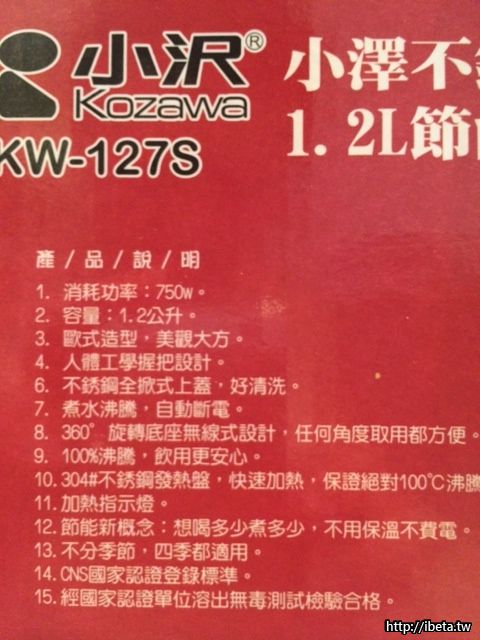 小沢® 小澤不
Kozawa
KW-127S 1.2L節
產/品/說/明
1. 消耗功率：750w。
2. 容量：1.2公升。
3. 歐式造型，美觀大方。
4. 人體工學握把設計。
6. 不銹鋼全掀式上蓋，好清洗。
7. 煮水沸騰，自動斷電。
8. 360°旋轉底座無線式設計，任何角度取用都方便。
9. 100%沸騰，飲用更安心。
10. 304#不銹鋼發熱盤，快速加熱，保證絕對100℃沸騰
11. 加熱指示燈。
12. 節能新概念：想喝多少煮多少，不用保溫不費電。
13. 不分季節，四季都適用。
14. CNS國家認證登錄標準。
15. 經國家認證單位溶出無毒測試檢驗合格。
http://ibeta.tw